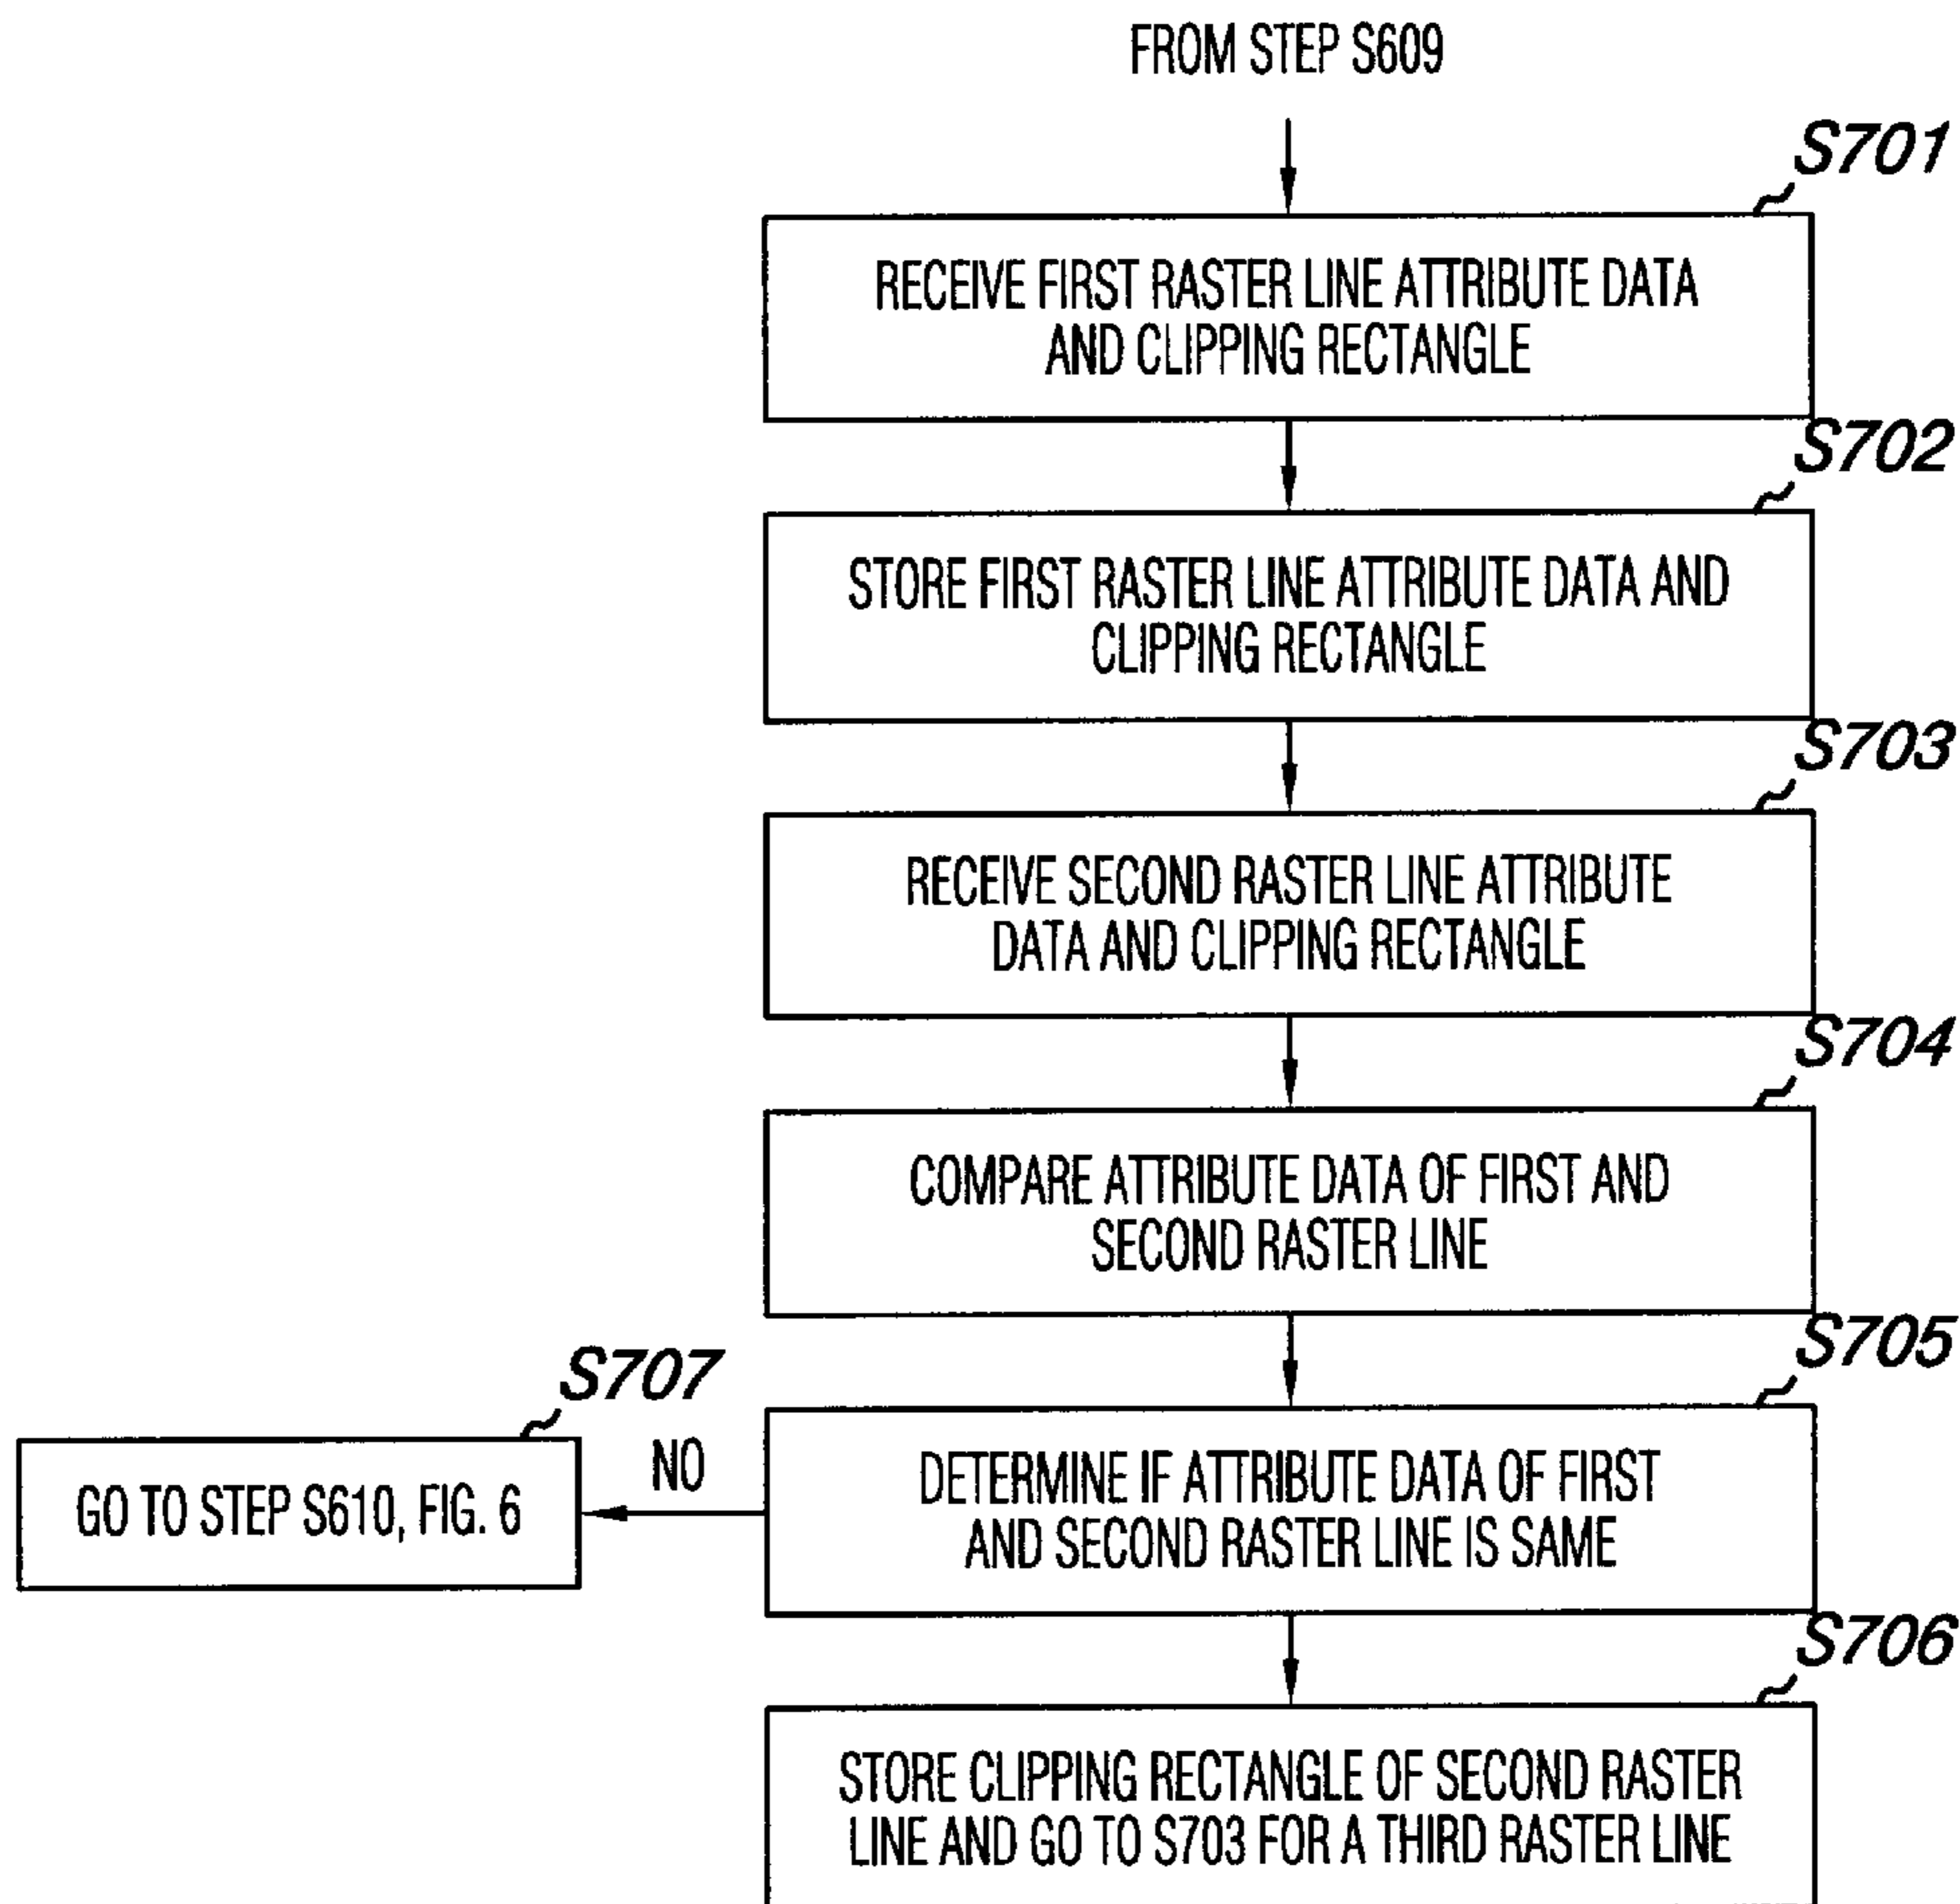 FROM STEP S609
S701
RECEIVE FIRST RASTER LINE ATTRIBUTE DATA
AND CLIPPING RECTANGLE
S702
STORE FIRST RASTER LINE ATTRIBUTE DATA AND
CLIPPING RECTANGLE
S703
RECEIVE SECOND RASTER LINE ATTRIBUTE
DATA AND CLIPPING RECTANGLE
S704
COMPARE ATTRIBUTE DATA OF FIRST AND
SECOND RASTER LINE
S705
DETERMINE IF ATTRIBUTE DATA OF FIRST
AND SECOND RASTER LINE IS SAME
NO
S707
GO TO STEP S610, FIG. 6
S706
STORE CLIPPING RECTANGLE OF SECOND RASTER
LINE AND GO TO S703 FOR A THIRD RASTER LINE